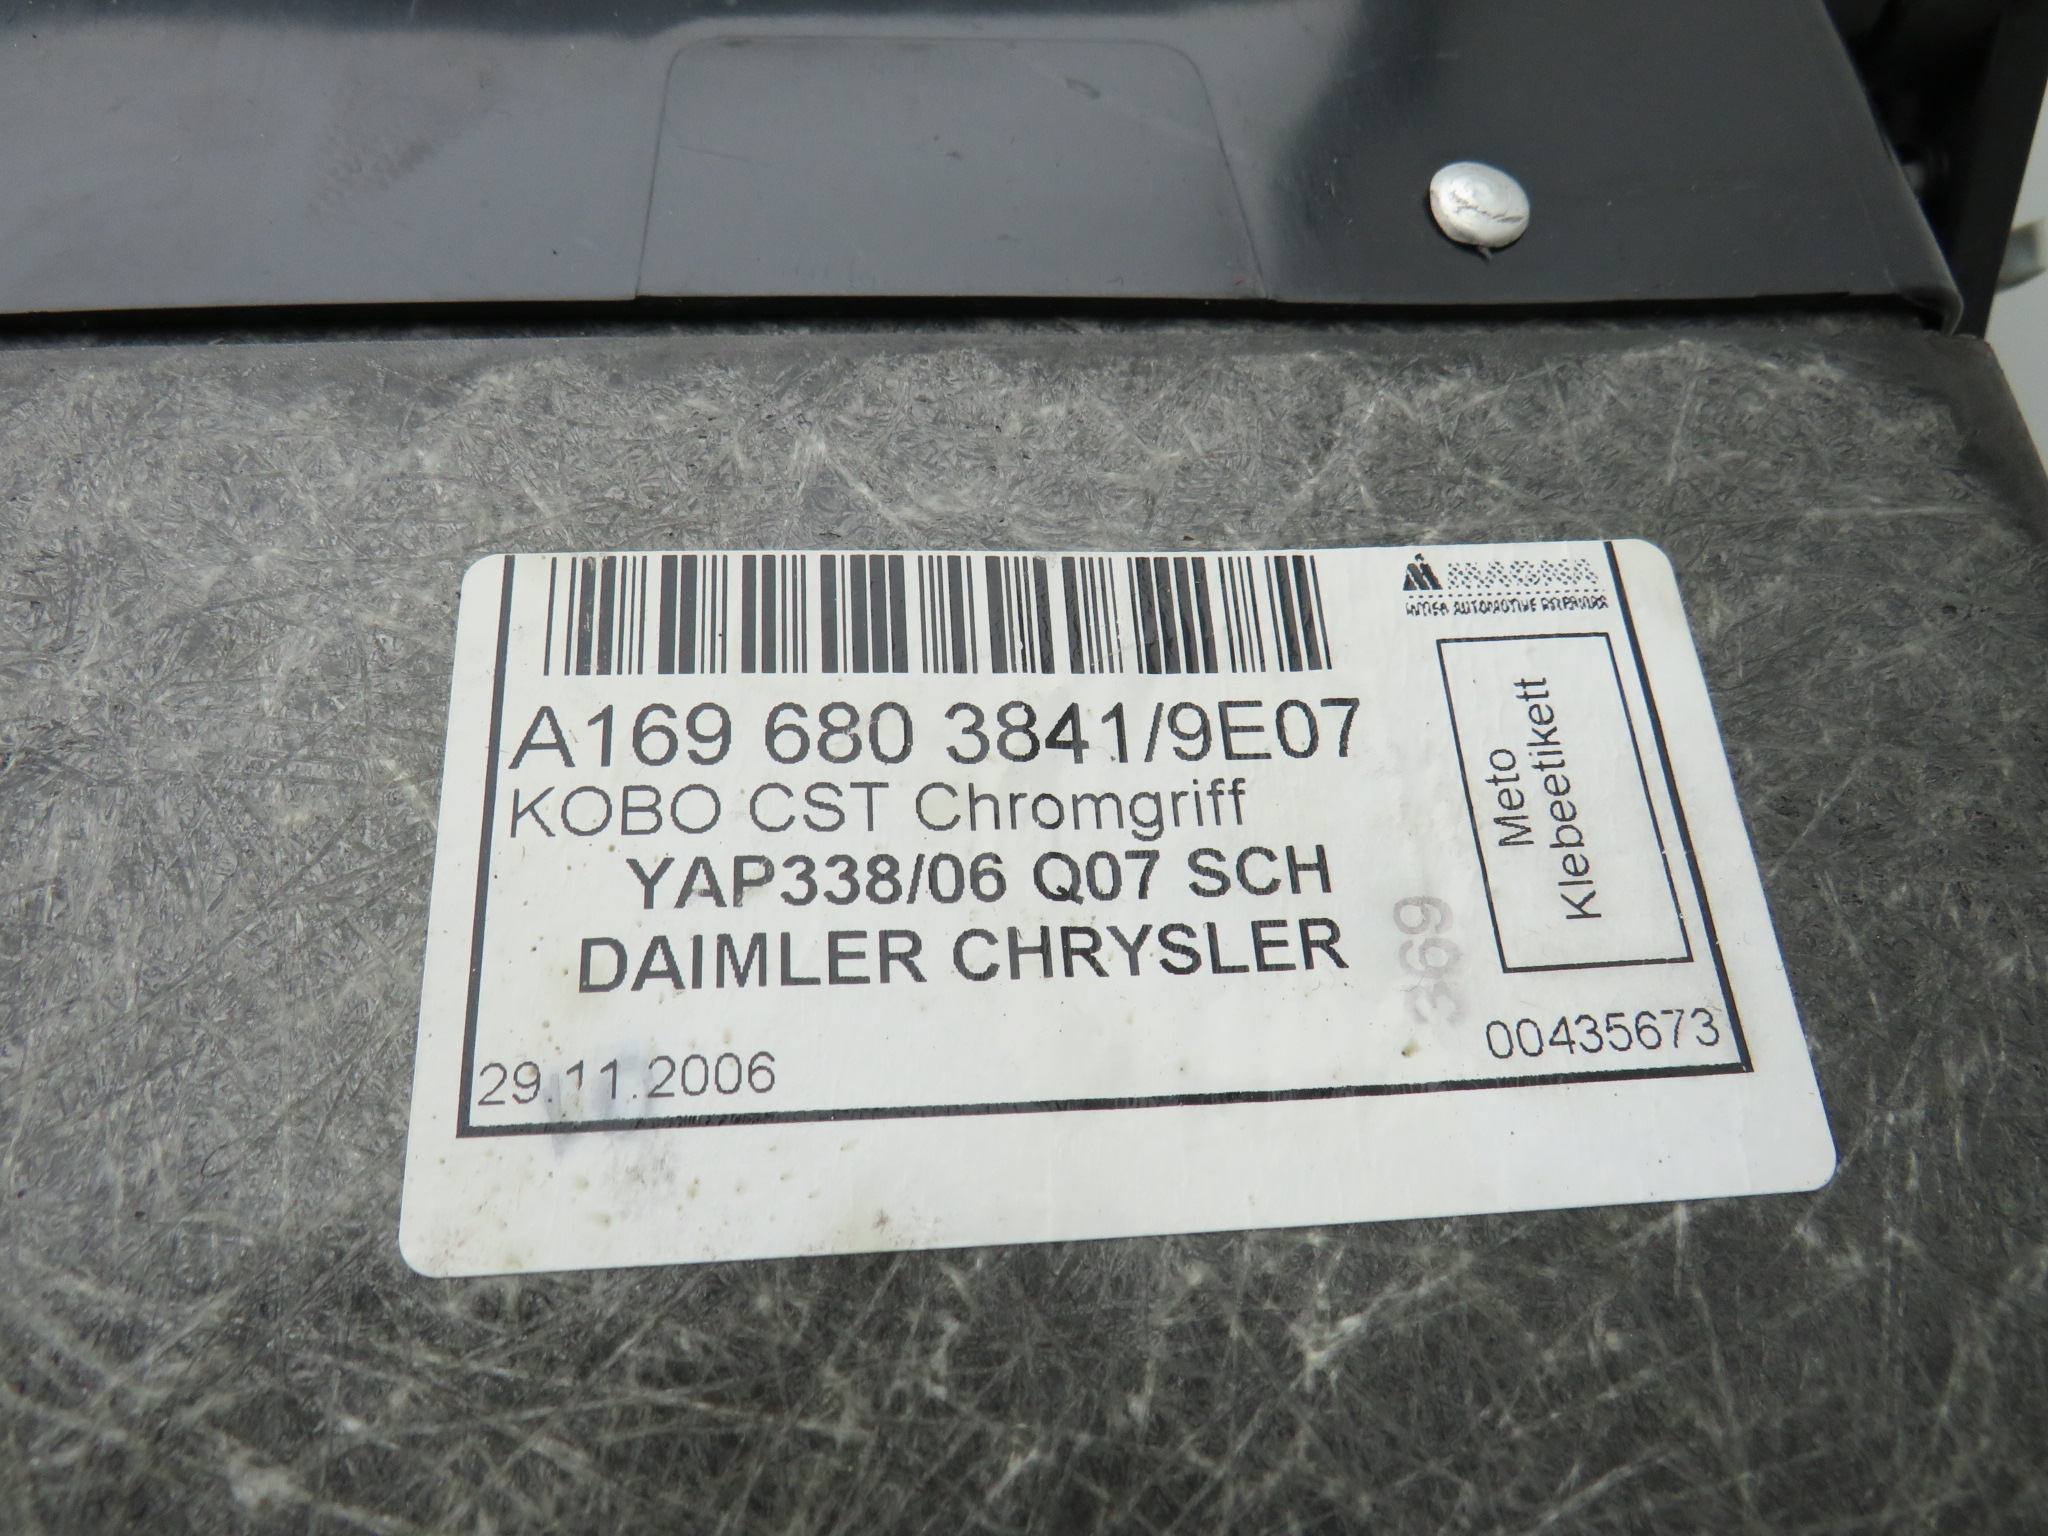 MAGNA
A169 680 3841/9E07
KOBO CST Chromgriff
YAP338/06 Q07 SCH
DAIMLER CHRYSLER
29.11.2006
Meto
Klebeetikett
369
00435673